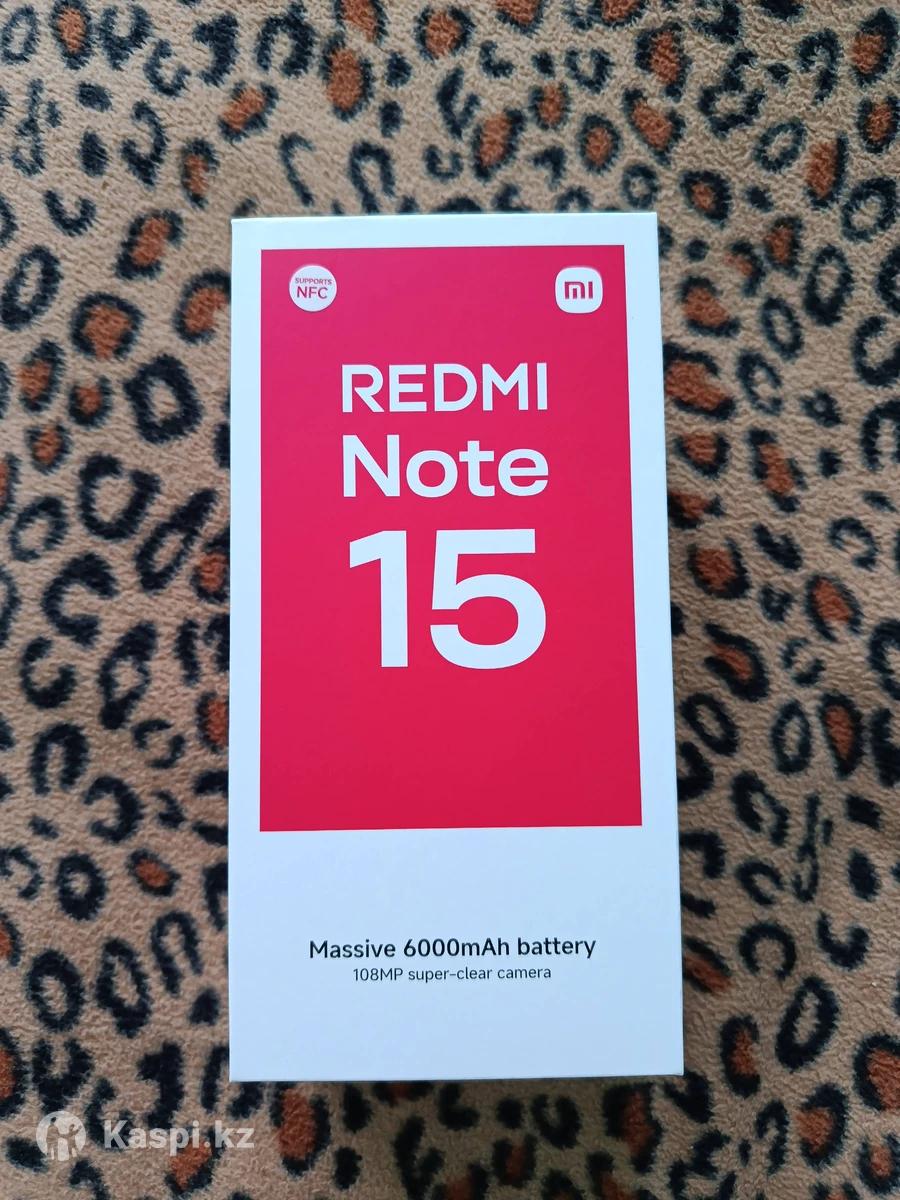 SUPPORTS
NFC
mi
REDMI
Note
15
Massive 6000mAh battery
108MP super-clear camera
Kaspi.kz